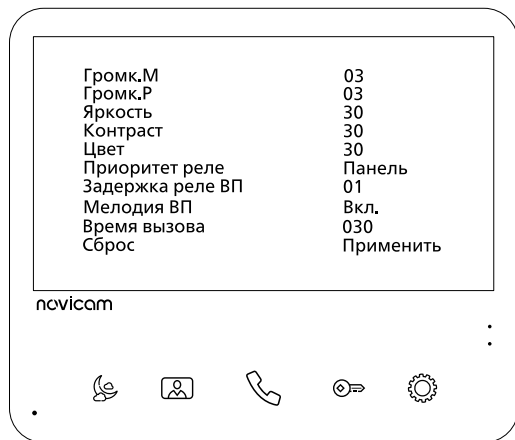 Громк.М 03
Громк.Р 03
Яркость 30
Контраст 30
Цвет 30
Приоритет реле Панель
Задержка реле ВП 01
Мелодия ВП Вкл.
Время вызова 030
Сброс Применить
novicam